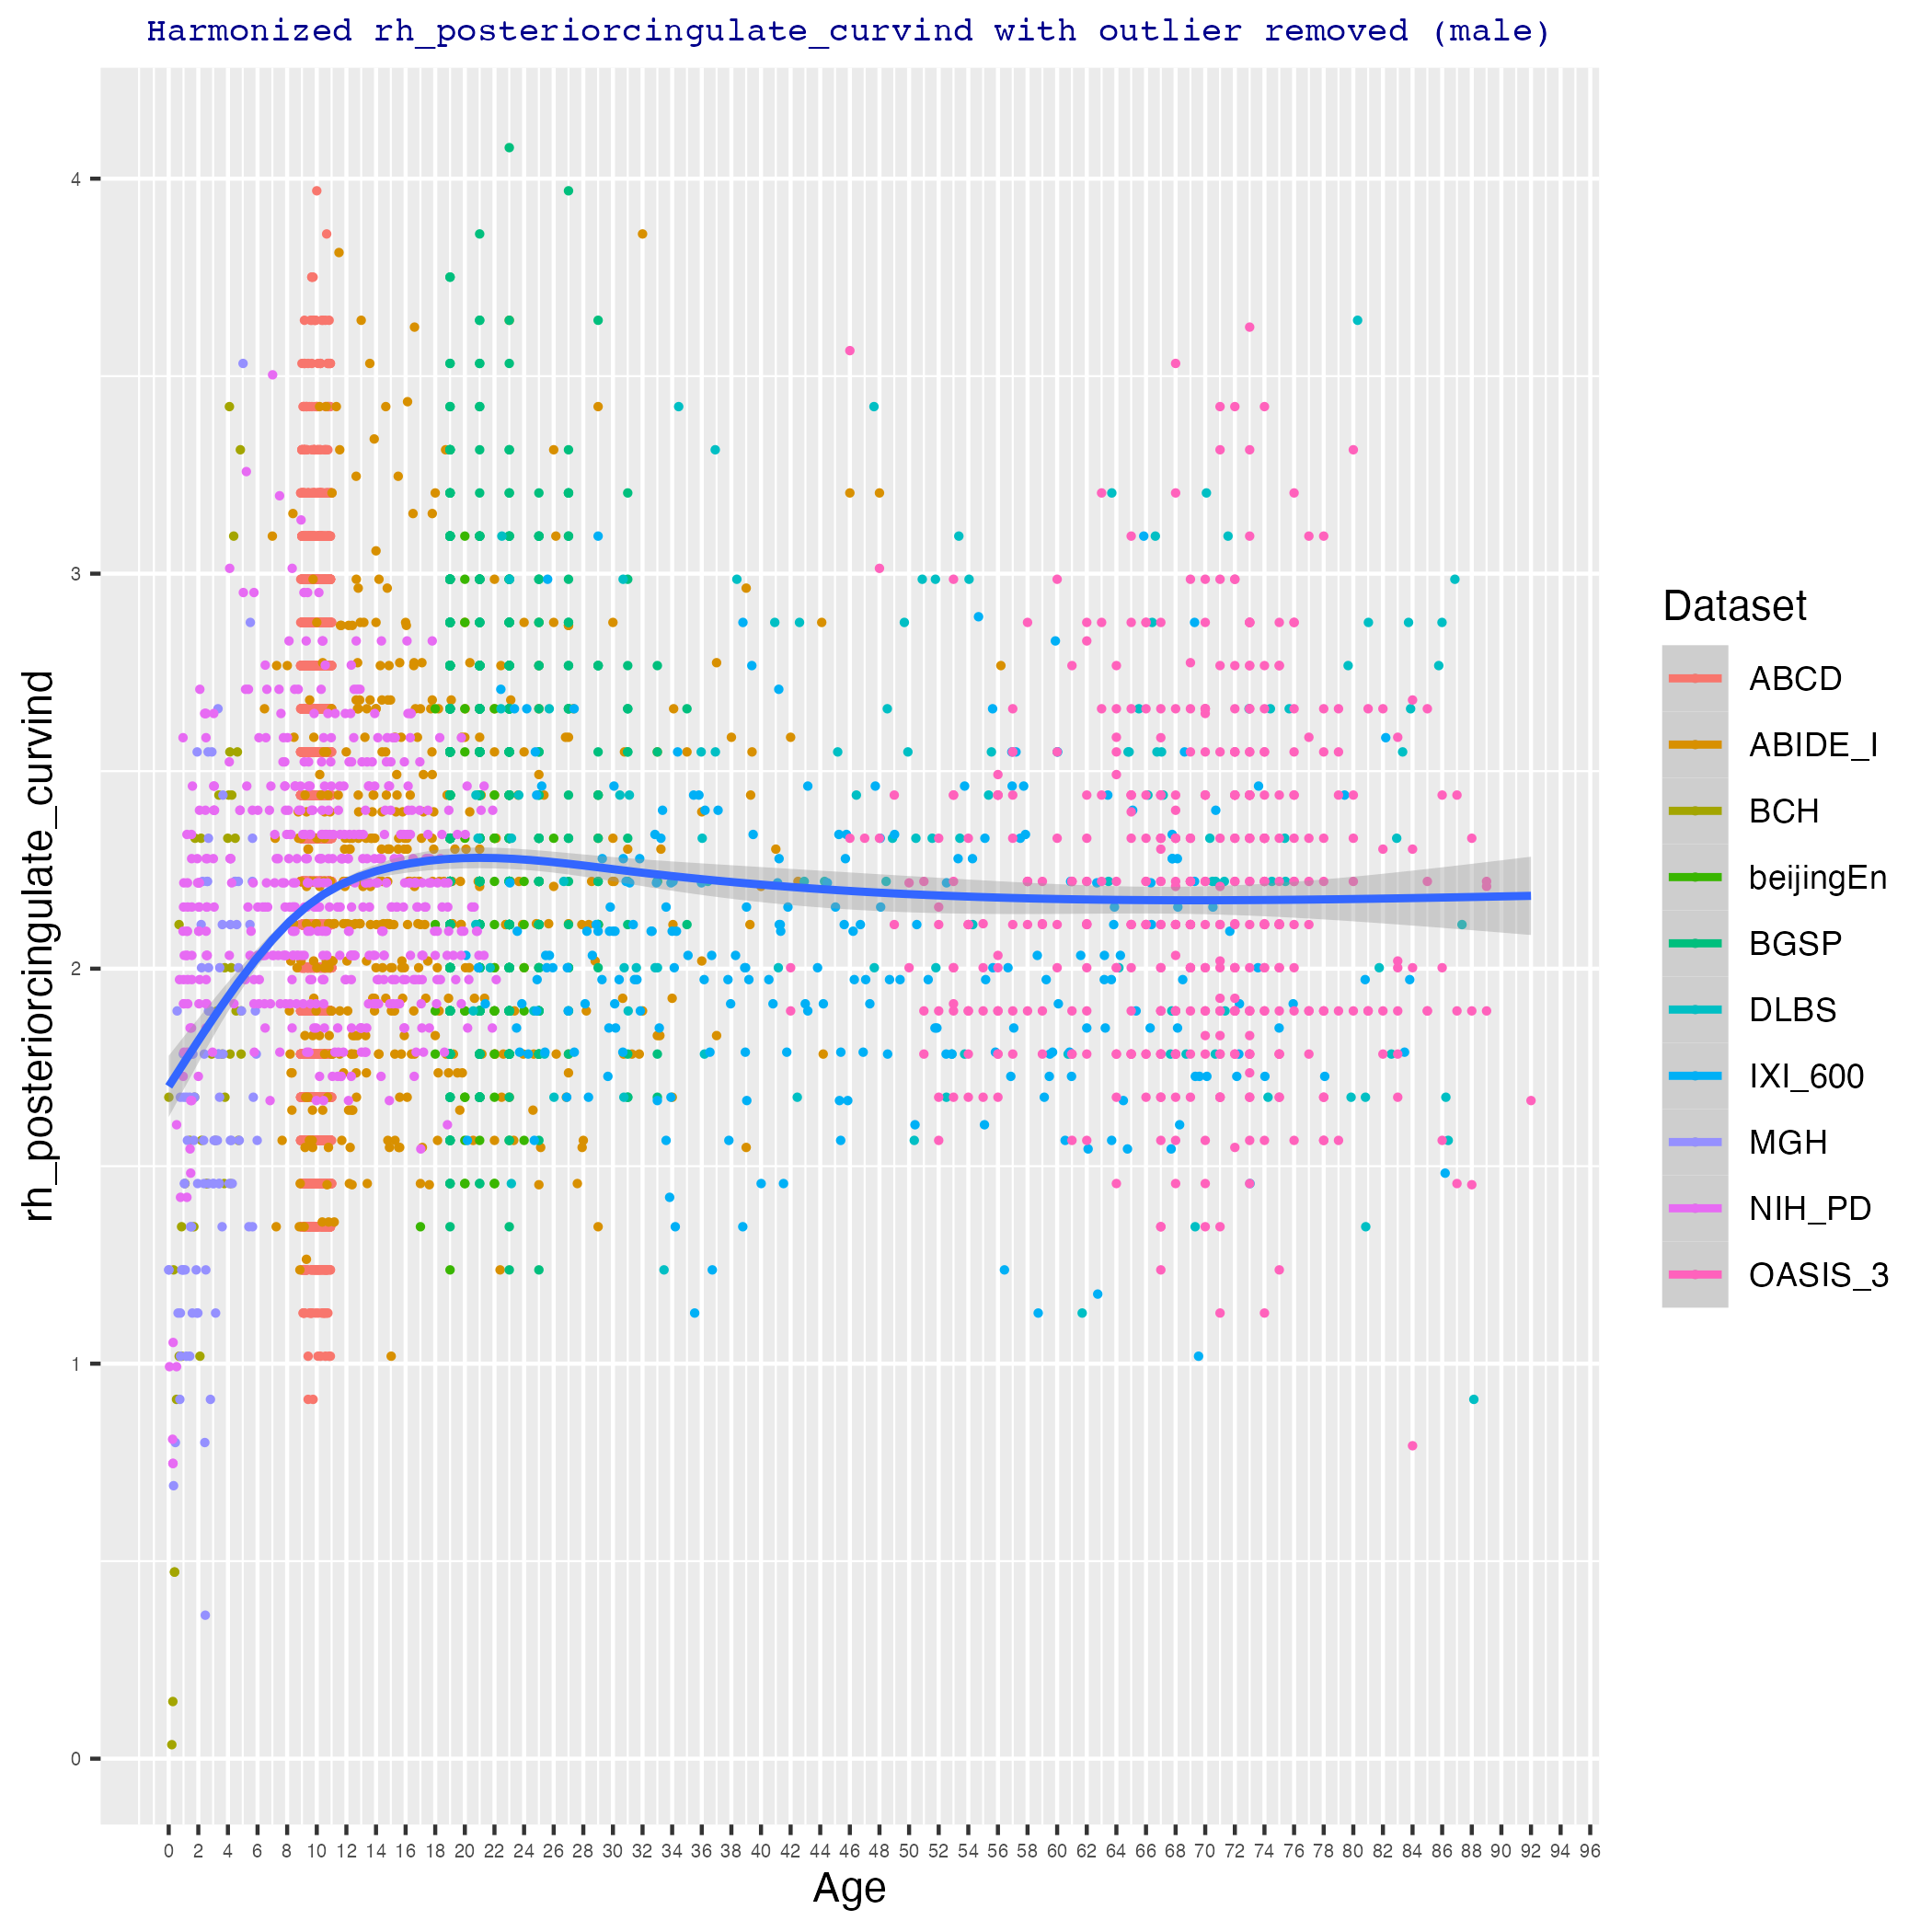 Harmonized rh_posteriorcingulate_curvind with outlier removed (male)
rh_posteriorcingulate_curvind
4
3
2
1
0
0 2 4 6 8 10 12 14 16 18 20 22 24 26 28 30 32 34 36 38 40 42 44 46 48 50 52 54 56 58 60 62 64 66 68 70 72 74 76 78 80 82 84 86 88 90 92 94 96
Age
Dataset
ABCD
ABIDE_I
BCH
beijingEn
BGSP
DLBS
IXI_600
MGH
NIH_PD
OASIS_3